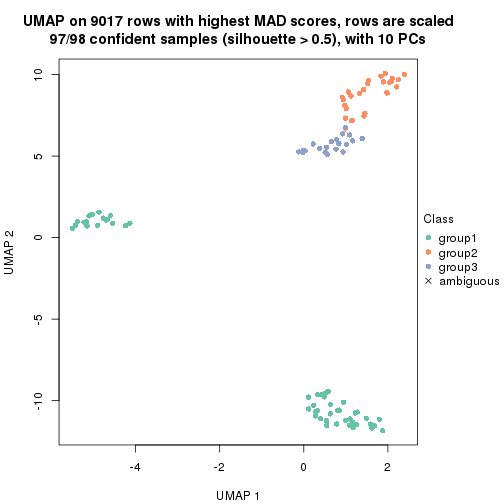 UMAP on 9017 rows with highest MAD scores, rows are scaled
97/98 confident samples (silhouette > 0.5), with 10 PCs
10
5
0
-5
-10
UMAP 2
-4
-2
0
2
UMAP 1
Class
group1
group2
group3
ambiguous